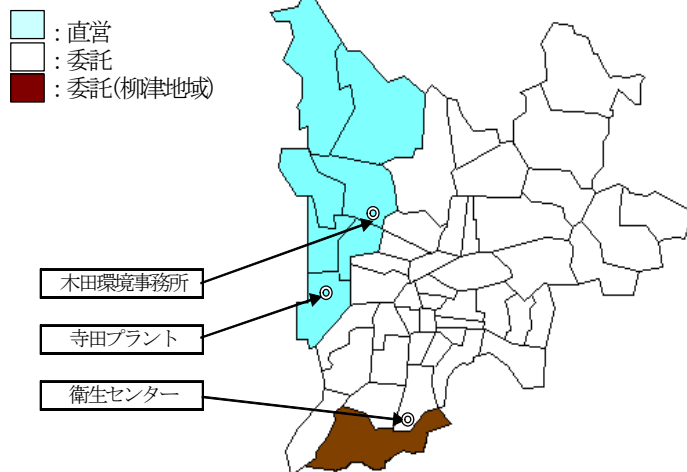 ：直営
：委託
：委託(柳津地域)
木田環境事務所
寺田プラント
衛生センター